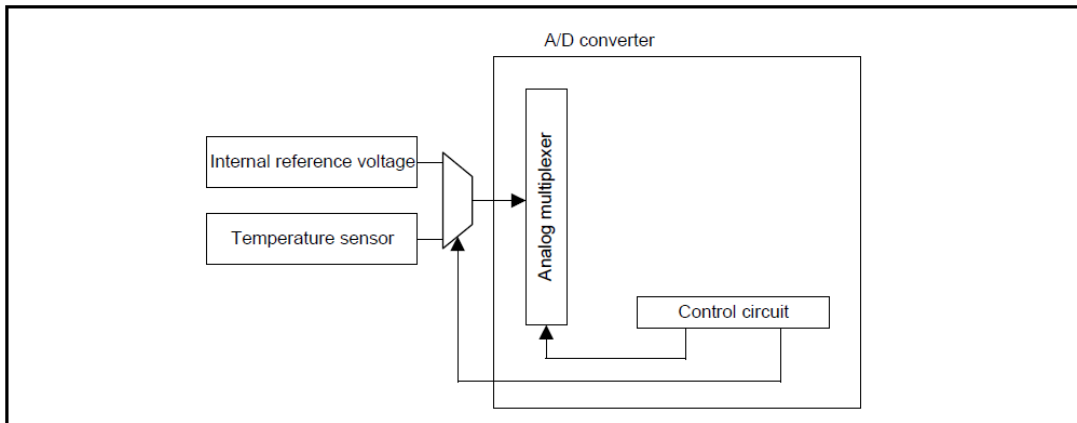 A/D converter
Internal reference voltage
Temperature sensor
Analog multiplexer
Control circuit